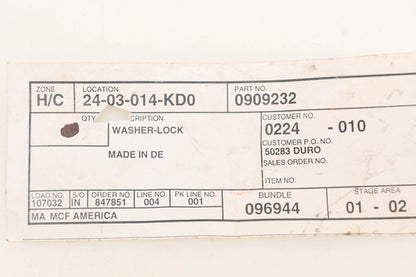 ZONE LOCATION PART NO.
H/C 24-03-014-KD0 0909232
QTY CRIPTION CUSTOMER NO.
WASHER-LOCK 0224 -010
CUSTOMER P.O. NO.
MADE IN DE 50283 DURO
SALES ORDER NO.
ITEM NO.
LOAD NO. S/O ORDER NO. LINE NO. PK LINE NO. BUNDLE STAGE AREA
107032 IN 847851 004 001 096944 01 - 02
MA MCF AMERICA